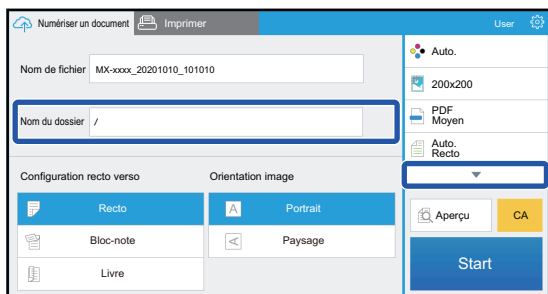 Numériser un document
Imprimer
User
Nom de fichier
MX-xxxx_20201010_101010
Nom du dossier
/
Configuration recto verso
Orientation image
Recto
A
Portrait
Bloc-note
A
Paysage
Livre
Auto.
200x200
PDF
Moyen
Auto.
Recto
Aperçu
CA
Start